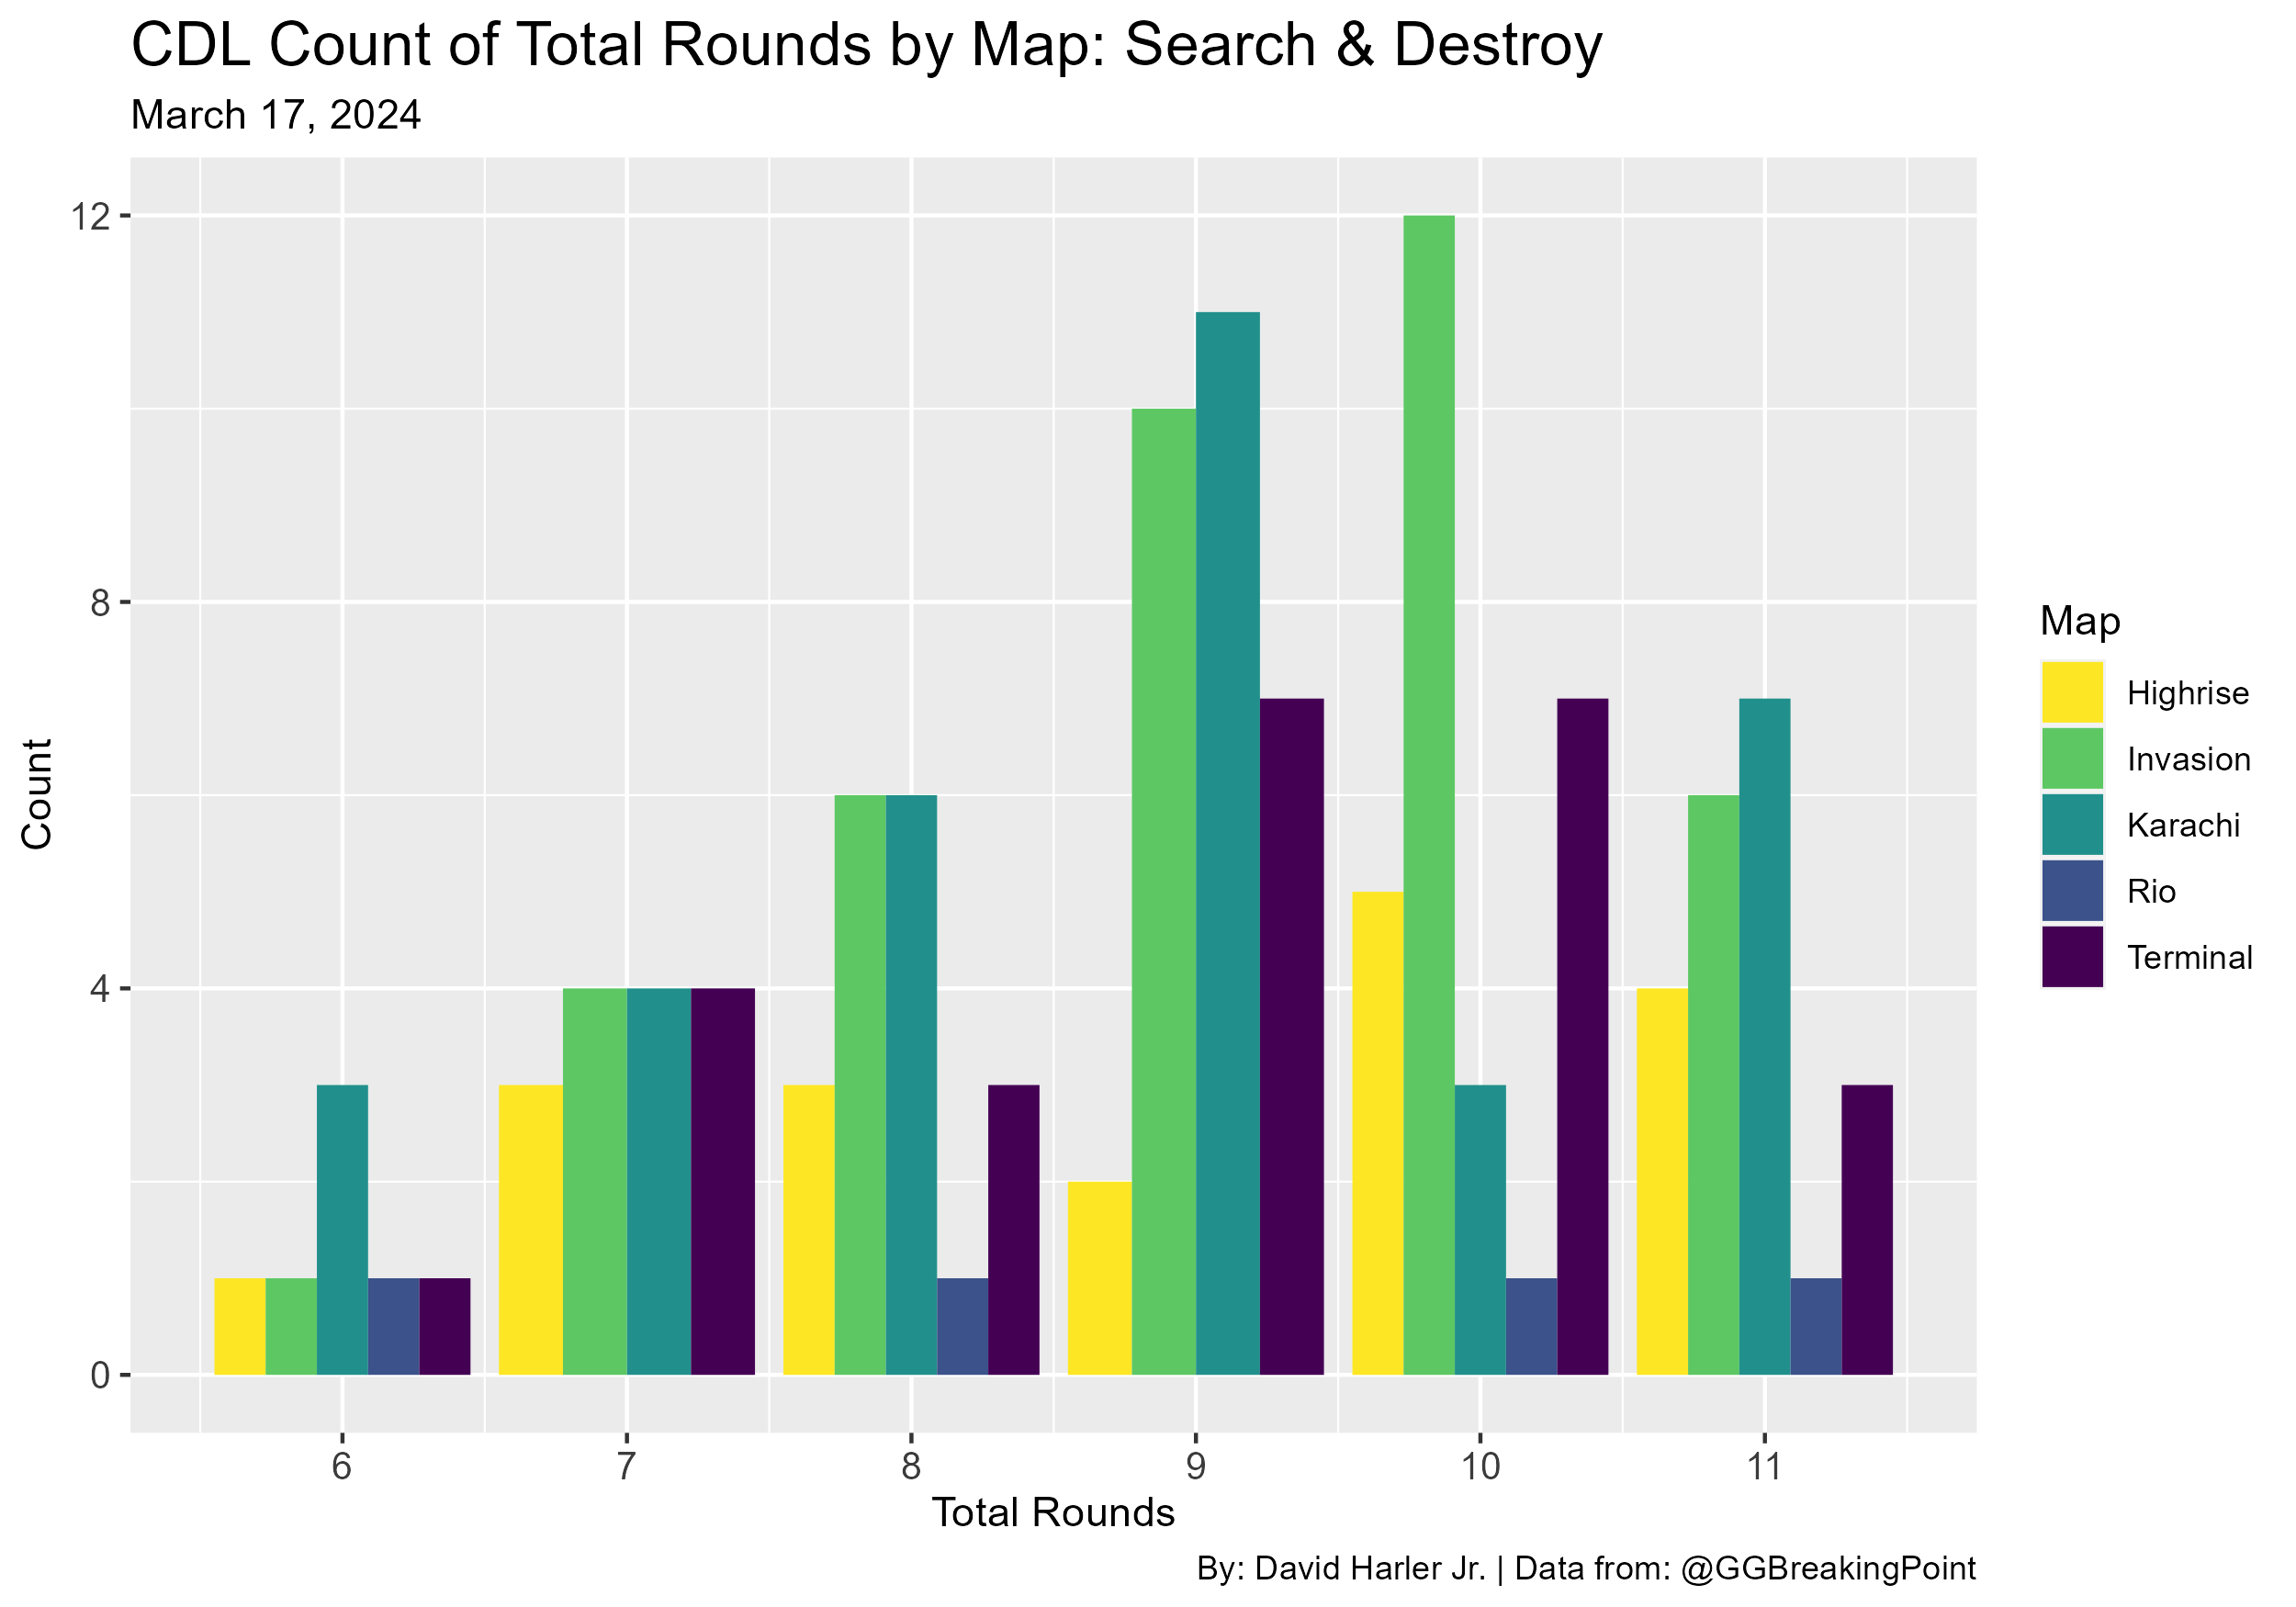 CDL Count of Total Rounds by Map: Search & Destroy
March 17, 2024
12
8
4
0
Count
6 7 8 9 10 11
Total Rounds
Map
Highrise
Invasion
Karachi
Rio
Terminal
By: David Harler Jr. | Data from: @GGBreakingPoint